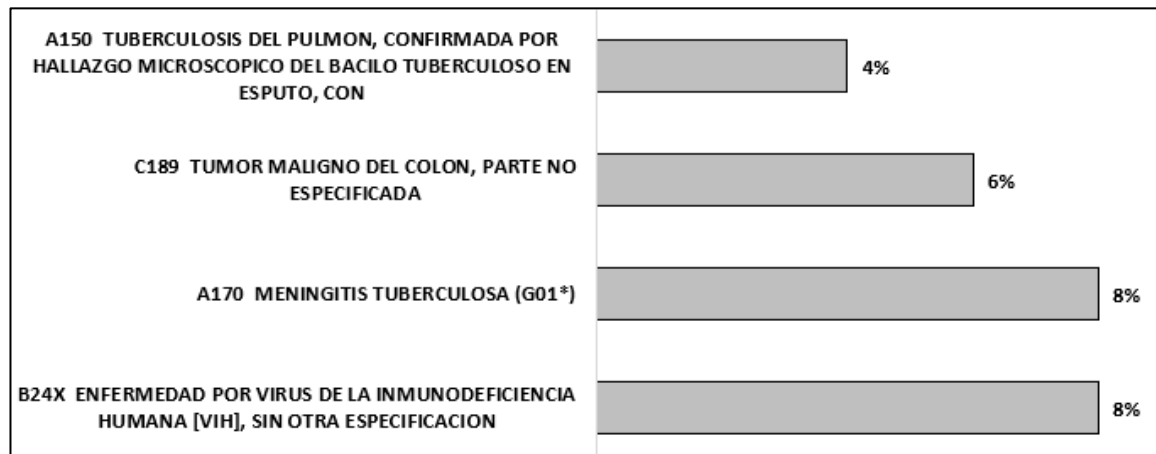 A150 TUBERCULOSIS DEL PULMON, CONFIRMADA POR
HALLAZGO MICROSCOPICO DEL BACILO TUBERCULOSO EN
ESPUTO, CON
4%
C189 TUMOR MALIGNO DEL COLON, PARTE NO
ESPECIFICADA
6%
A170 MENINGITIS TUBERCULOSA (G01*)
8%
B24X ENFERMEDAD POR VIRUS DE LA INMUNODEFICIENCIA
HUMANA [VIH], SIN OTRA ESPECIFICACION
8%